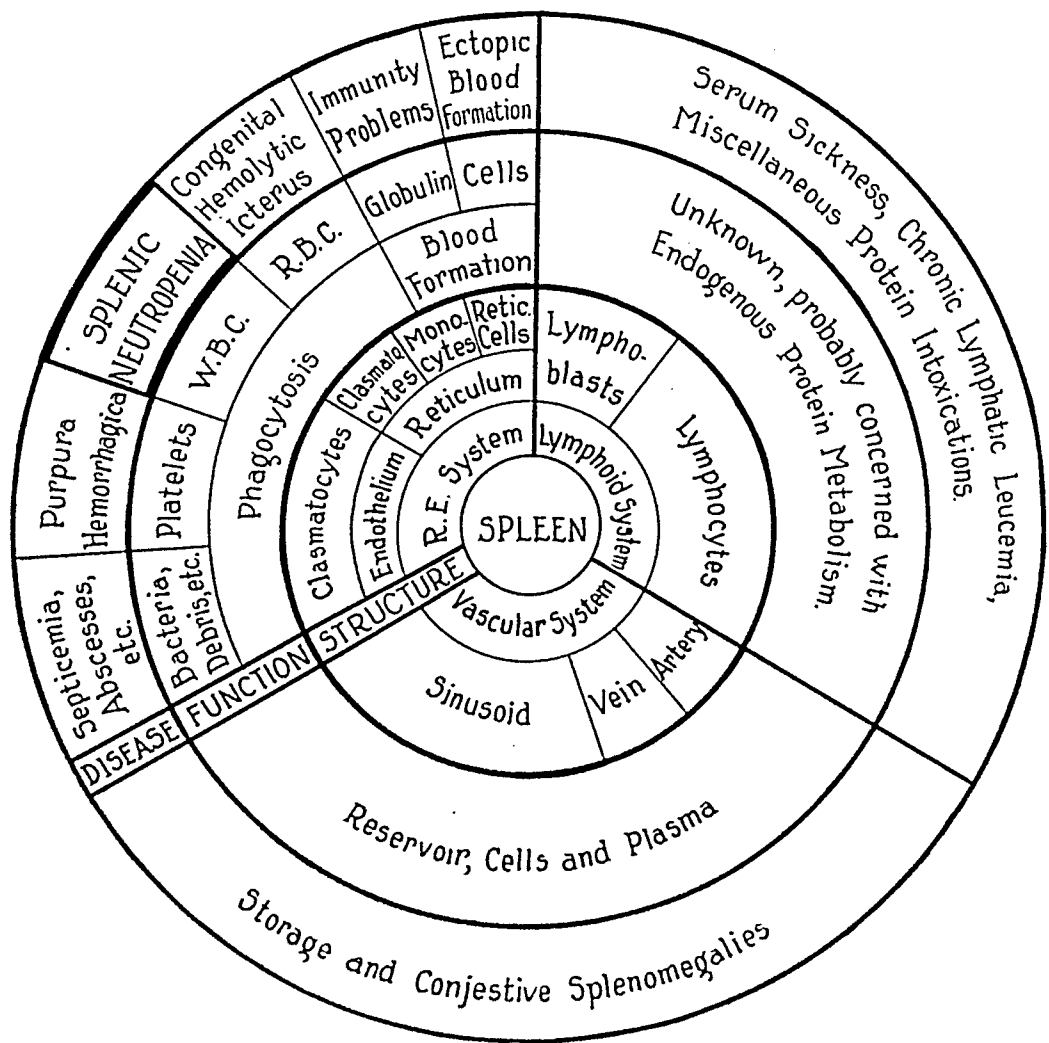 SPLEEN
R.E. System
Lymphoid System
Vascular System
STRUCTURE
FUNCTION
DISEASE
Endothelium
Reticulum
Clasmatocytes
Clasmato
cytes
Mono-
cytes
Retic.
Cells
Lympho-
blasts
Lymphocytes
Artery
Vein
Sinusoid
Phagocytosis
Blood
Formation
Bacteria,
Debris, etc.
Platelets
W.B.C.
R.B.C.
Globulin
Cells
Unknown, probably concerned with
Endogenous Protein Metabolism.
Reservoir, Cells and Plasma
Septicemia,
Abscesses,
etc.
Purpura
Hemorrhagica
SPLENIC
NEUTROPENIA
Congenital
Hemolytic
Icterus
Immunity
Problems
Ectopic
Blood
Formation
Serum Sickness, Chronic Lymphatic Leucemia,
Miscellaneous Protein Intoxications.
Storage and Conjestive Splenomegalies